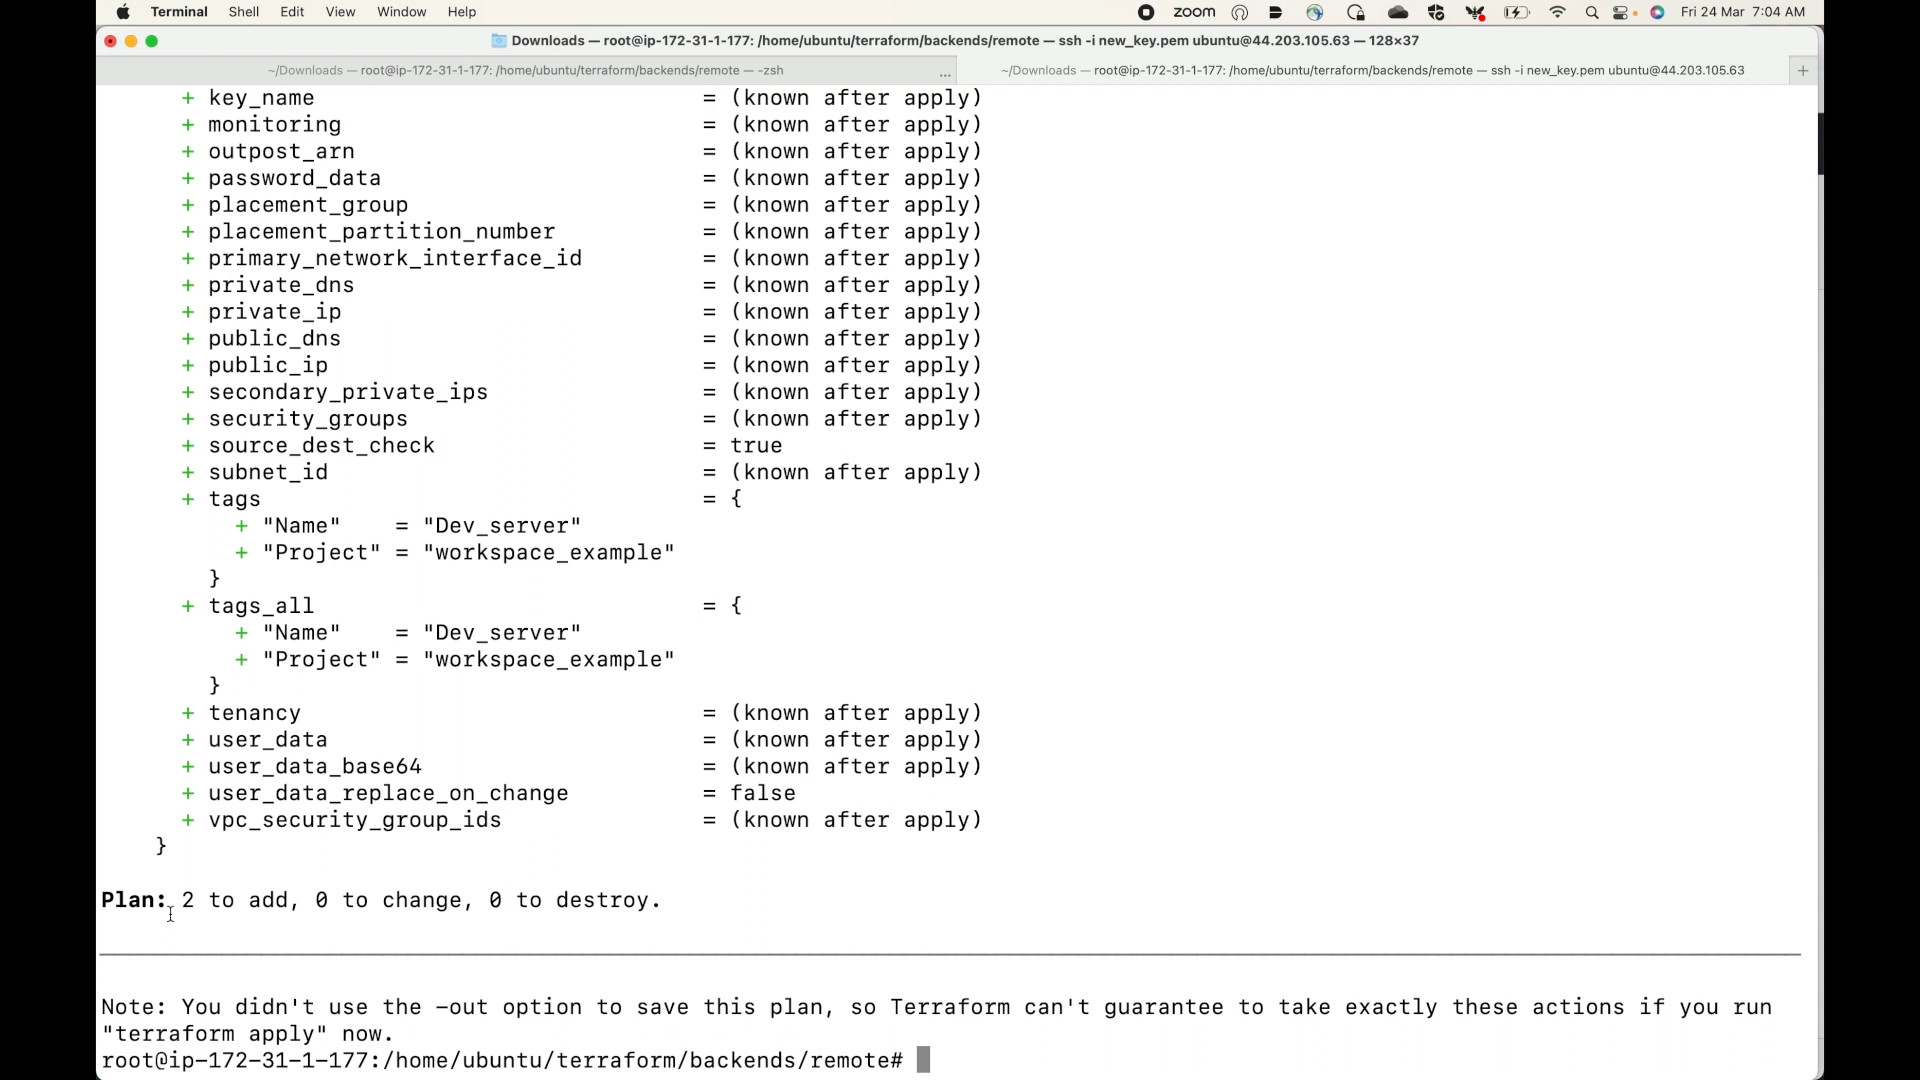 Terminal Shell Edit View Window Help zoom Fri 24 Mar 7:04 AM
Downloads — root@ip-172-31-1-177: /home/ubuntu/terraform/backends/remote — ssh -i new_key.pem ubuntu@44.203.105.63 — 128×37
~/Downloads — root@ip-172-31-1-177: /home/ubuntu/terraform/backends/remote — -zsh ... ~/Downloads — root@ip-172-31-1-177: /home/ubuntu/terraform/backends/remote — ssh -i new_key.pem ubuntu@44.203.105.63 +
+ key_name = (known after apply)
+ monitoring = (known after apply)
+ outpost_arn = (known after apply)
+ password_data = (known after apply)
+ placement_group = (known after apply)
+ placement_partition_number = (known after apply)
+ primary_network_interface_id = (known after apply)
+ private_dns = (known after apply)
+ private_ip = (known after apply)
+ public_dns = (known after apply)
+ public_ip = (known after apply)
+ secondary_private_ips = (known after apply)
+ security_groups = (known after apply)
+ source_dest_check = true
+ subnet_id = (known after apply)
+ tags = {
+ "Name" = "Dev_server"
+ "Project" = "workspace_example"
}
+ tags_all = {
+ "Name" = "Dev_server"
+ "Project" = "workspace_example"
}
+ tenancy = (known after apply)
+ user_data = (known after apply)
+ user_data_base64 = (known after apply)
+ user_data_replace_on_change = false
+ vpc_security_group_ids = (known after apply)
}
Plan: 2 to add, 0 to change, 0 to destroy.
Note: You didn't use the -out option to save this plan, so Terraform can't guarantee to take exactly these actions if you run
"terraform apply" now.
root@ip-172-31-1-177:/home/ubuntu/terraform/backends/remote#